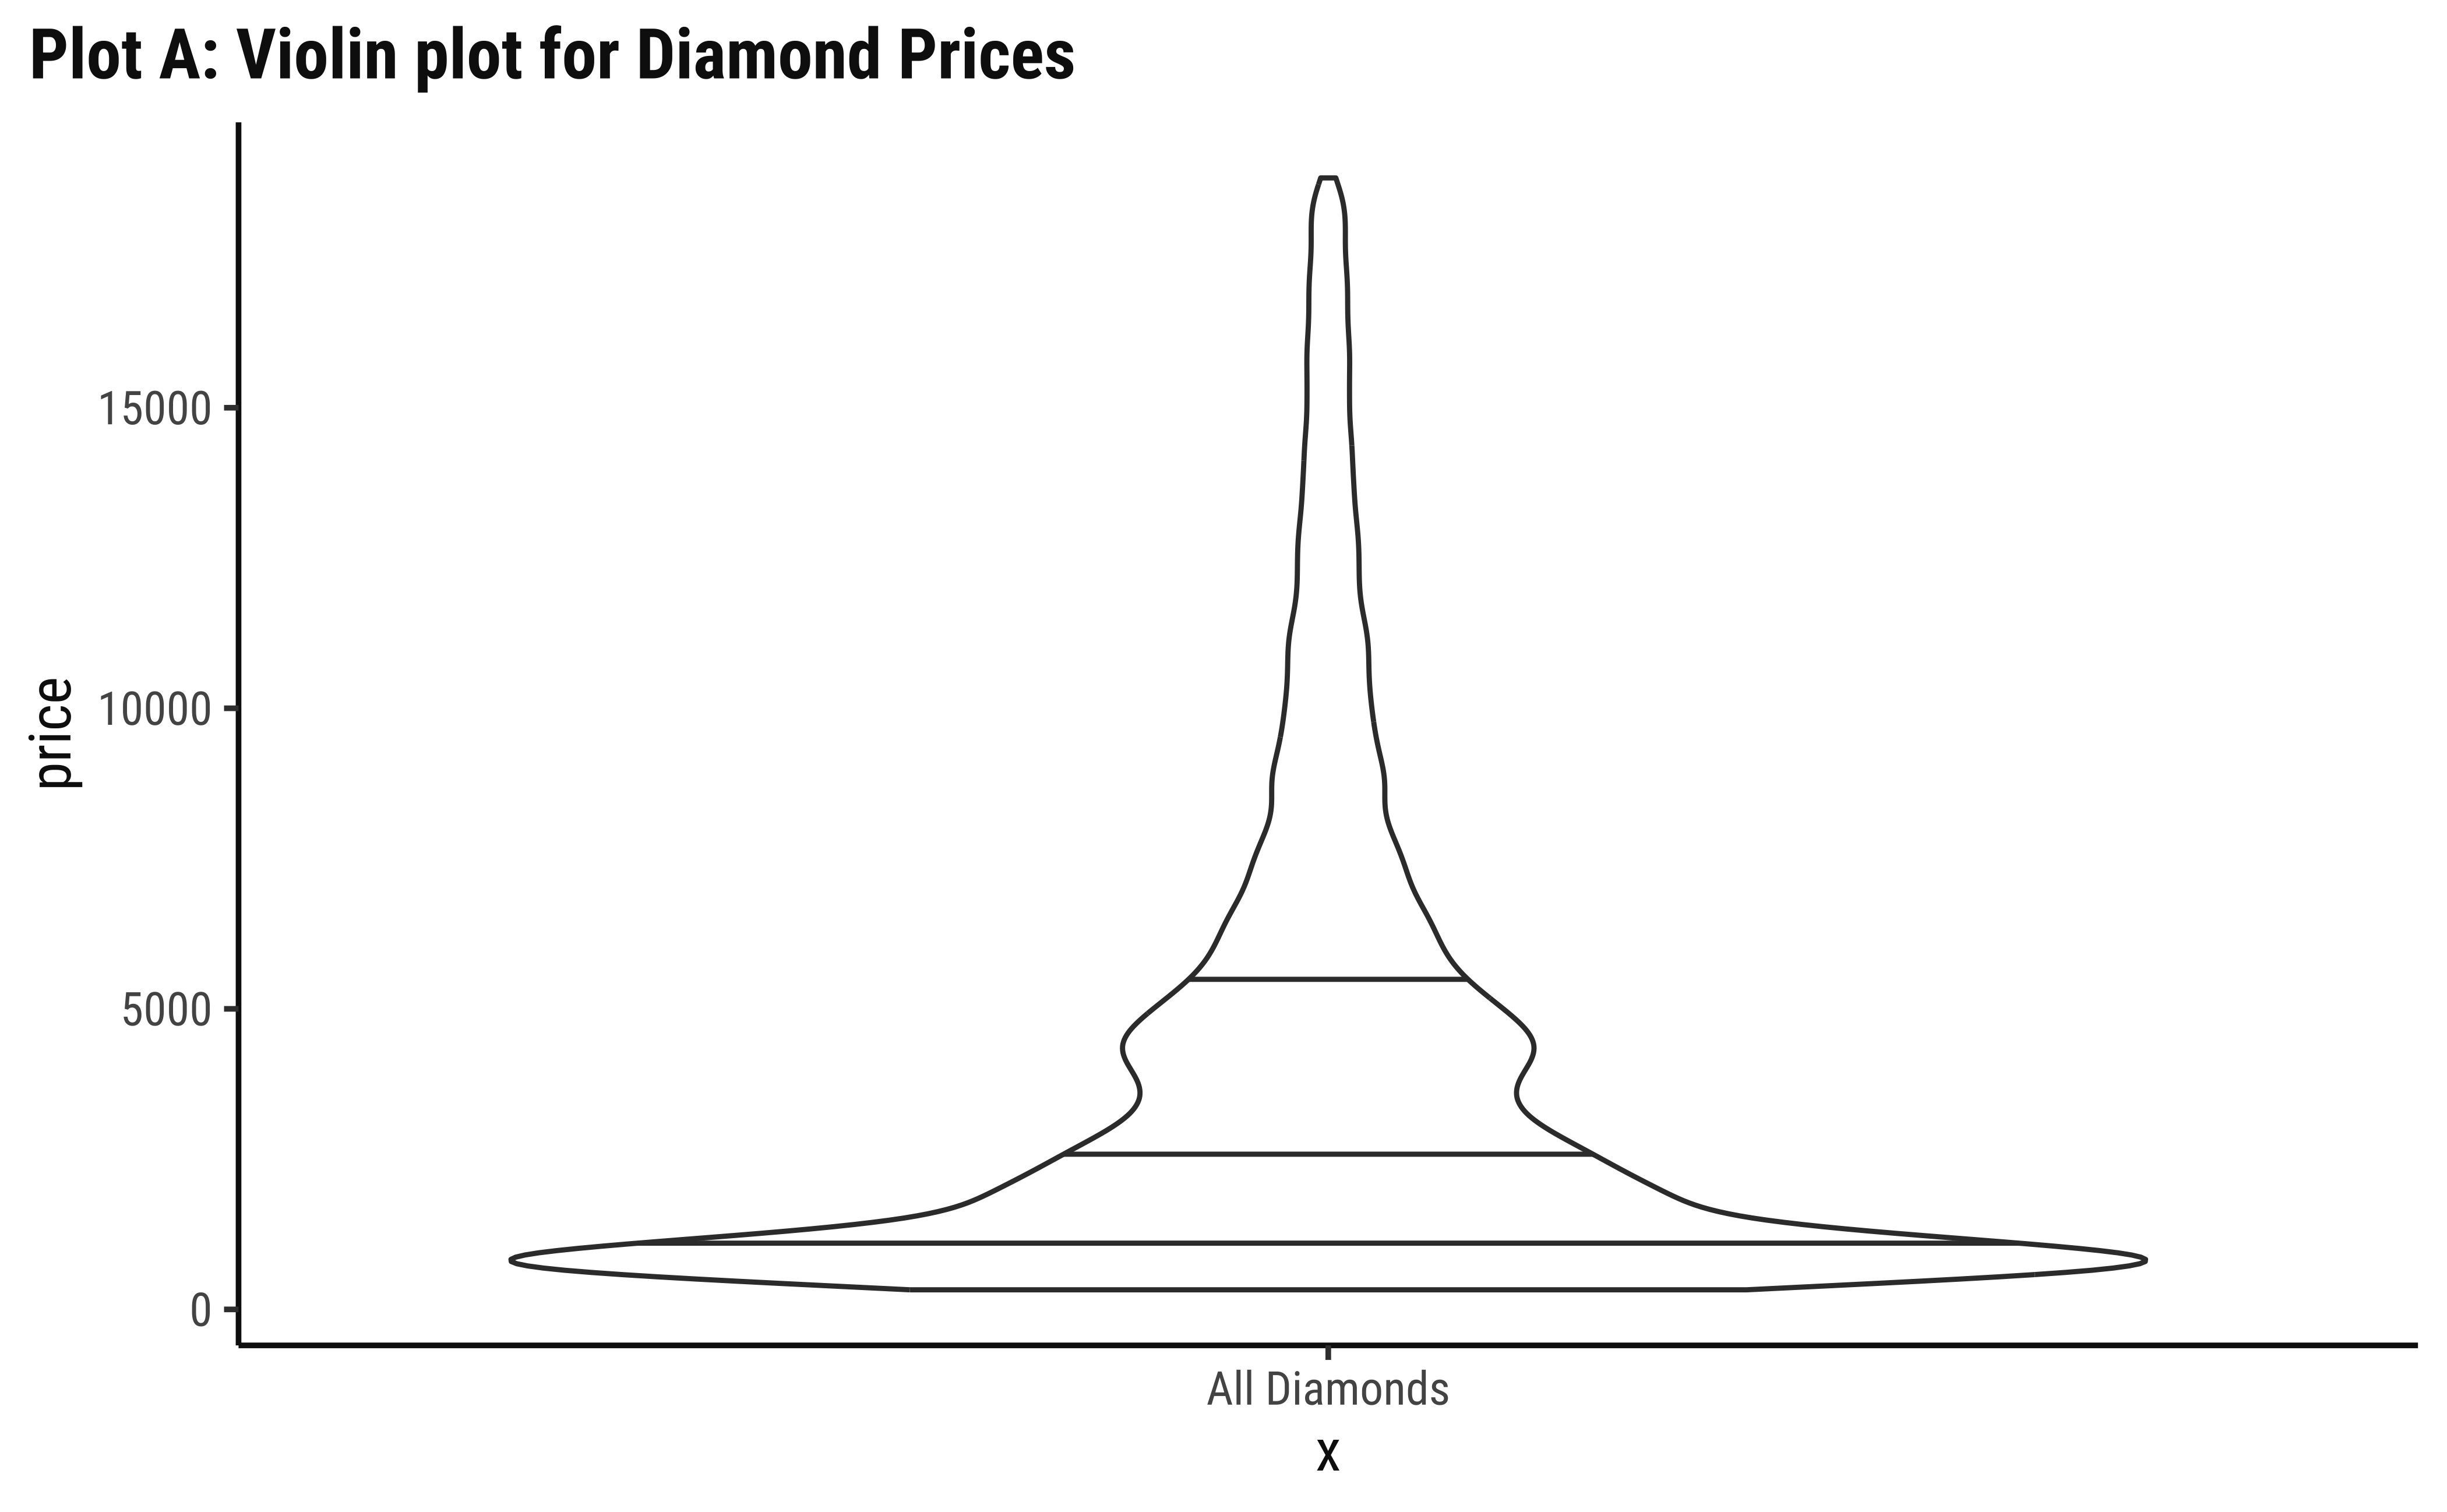 Plot A: Violin plot for Diamond Prices
price
15000
10000
5000
0
All Diamonds
x